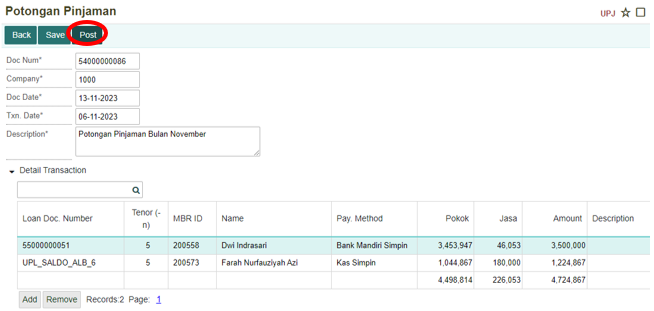 Potongan Pinjaman
UPJ
Back Save Post
Doc Num* 54000000086
Company* 1000
Doc Date* 13-11-2023
Txn. Date* 06-11-2023
Description* Potongan Pinjaman Bulan November
Detail Transaction
Loan Doc. Number Tenor (-n) MBR ID Name Pay. Method Pokok Jasa Amount Description
55000000051 5 200558 Dwi Indrasari Bank Mandiri Simpin 3,453,947 46,053 3,500,000
UPL_SALDO_ALB_6 5 200573 Farah Nurfauziyah Azi Kas Simpin 1,044,867 180,000 1,224,867
4,498,814 226,053 4,724,867
Add Remove Records:2 Page: 1